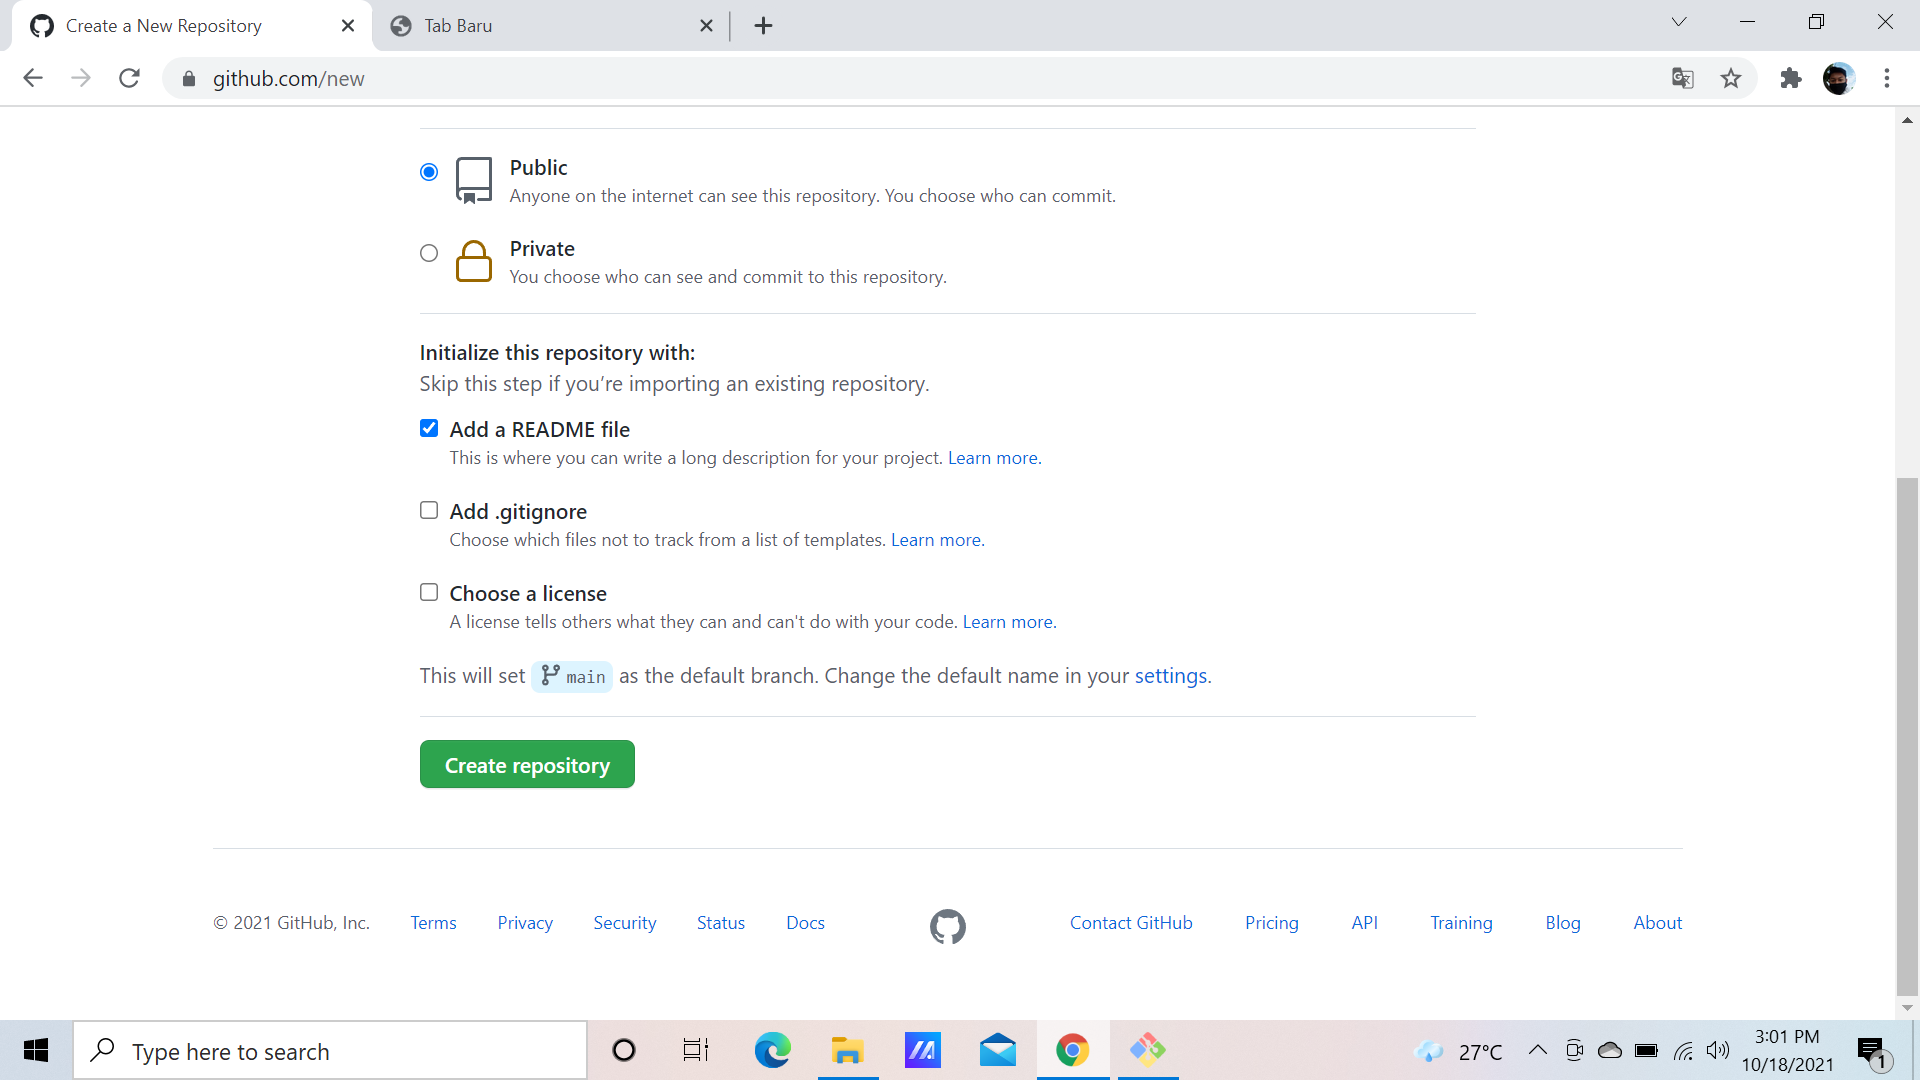 Create a New Repository
Tab Baru
github.com/new
Public
Anyone on the internet can see this repository. You choose who can commit.
Private
You choose who can see and commit to this repository.
Initialize this repository with:
Skip this step if you’re importing an existing repository.
Add a README file
This is where you can write a long description for your project. Learn more.
Add .gitignore
Choose which files not to track from a list of templates. Learn more.
Choose a license
A license tells others what they can and can't do with your code. Learn more.
This will set main as the default branch. Change the default name in your settings.
Create repository
© 2021 GitHub, Inc. Terms Privacy Security Status Docs Contact GitHub Pricing API Training Blog About
Type here to search
27°C
3:01 PM
10/18/2021
1